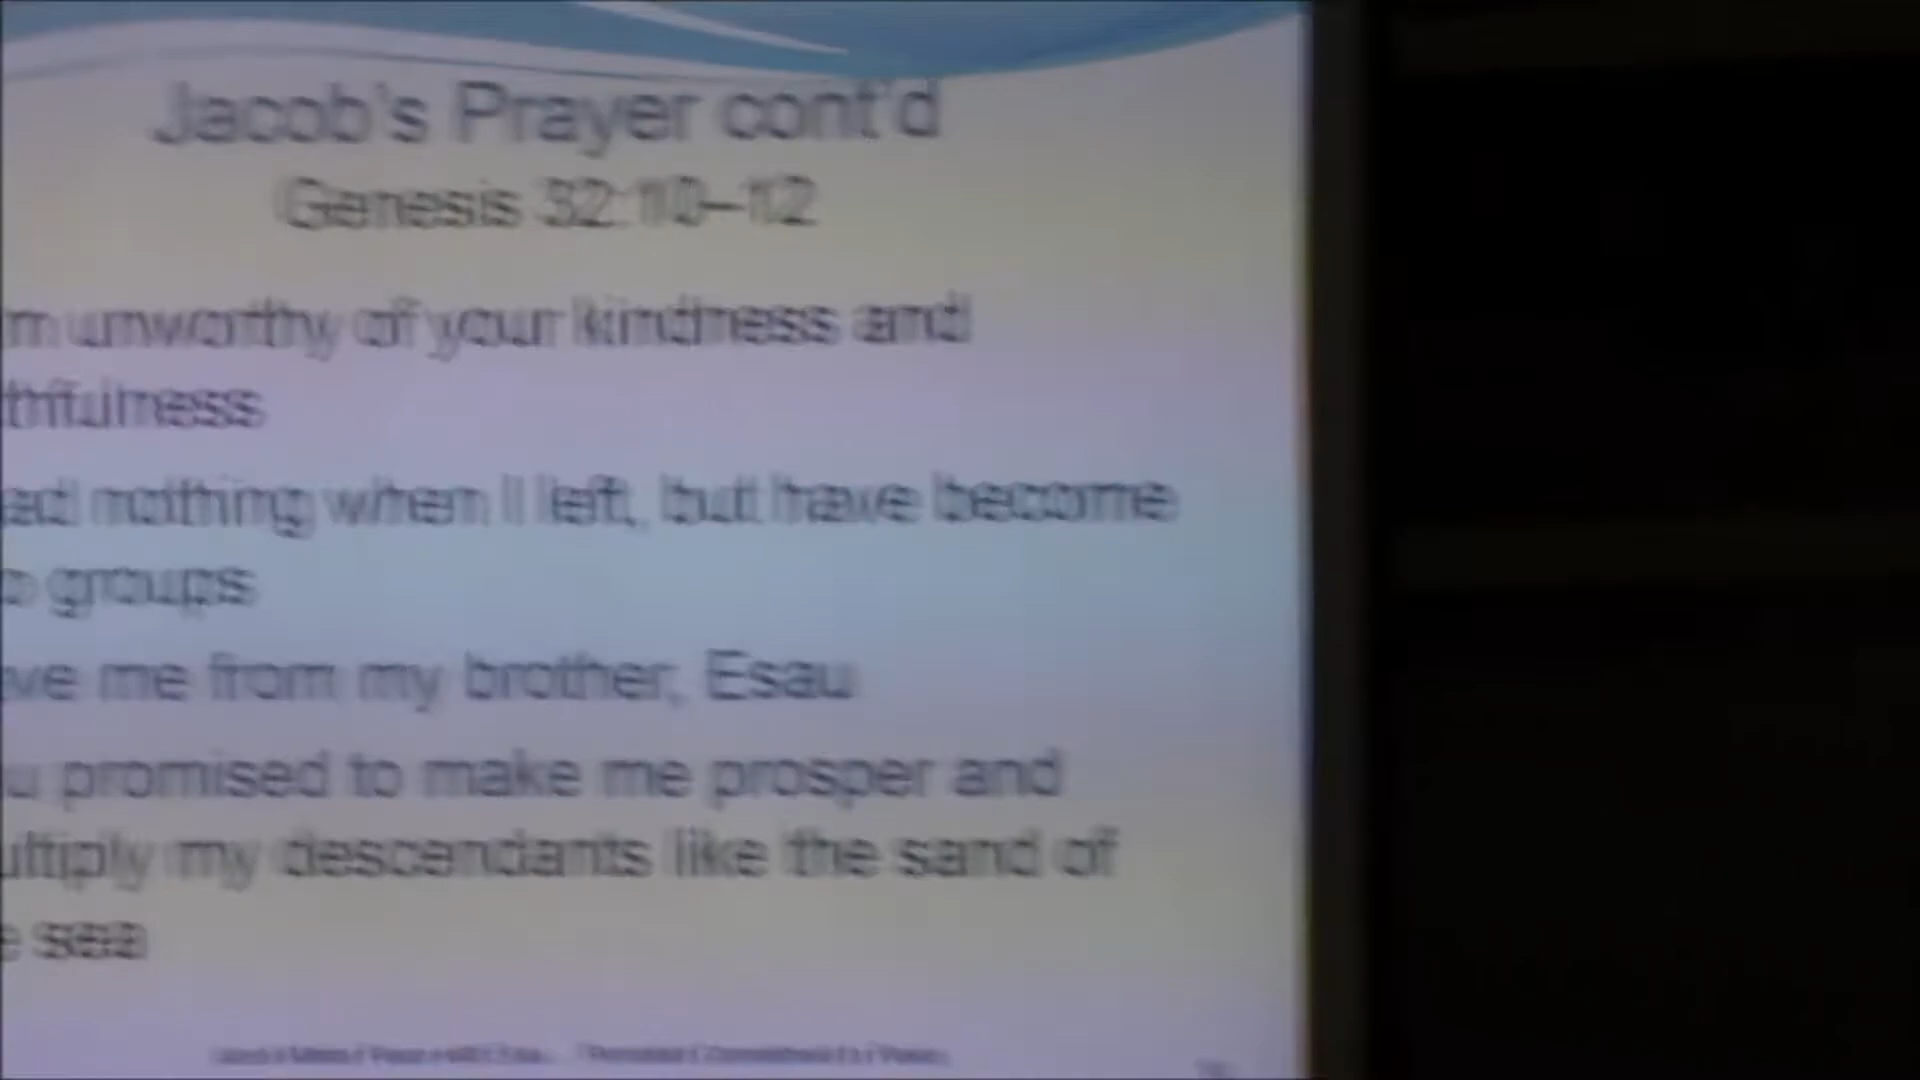 Jacob's Prayer cont'd
Genesis 32:10–12
m unworthy of your kindness and
thfulness
ad nothing when I left, but have become
o groups
ve me from my brother, Esau
u promised to make me prosper and
ultiply my descendants like the sand of
e sea